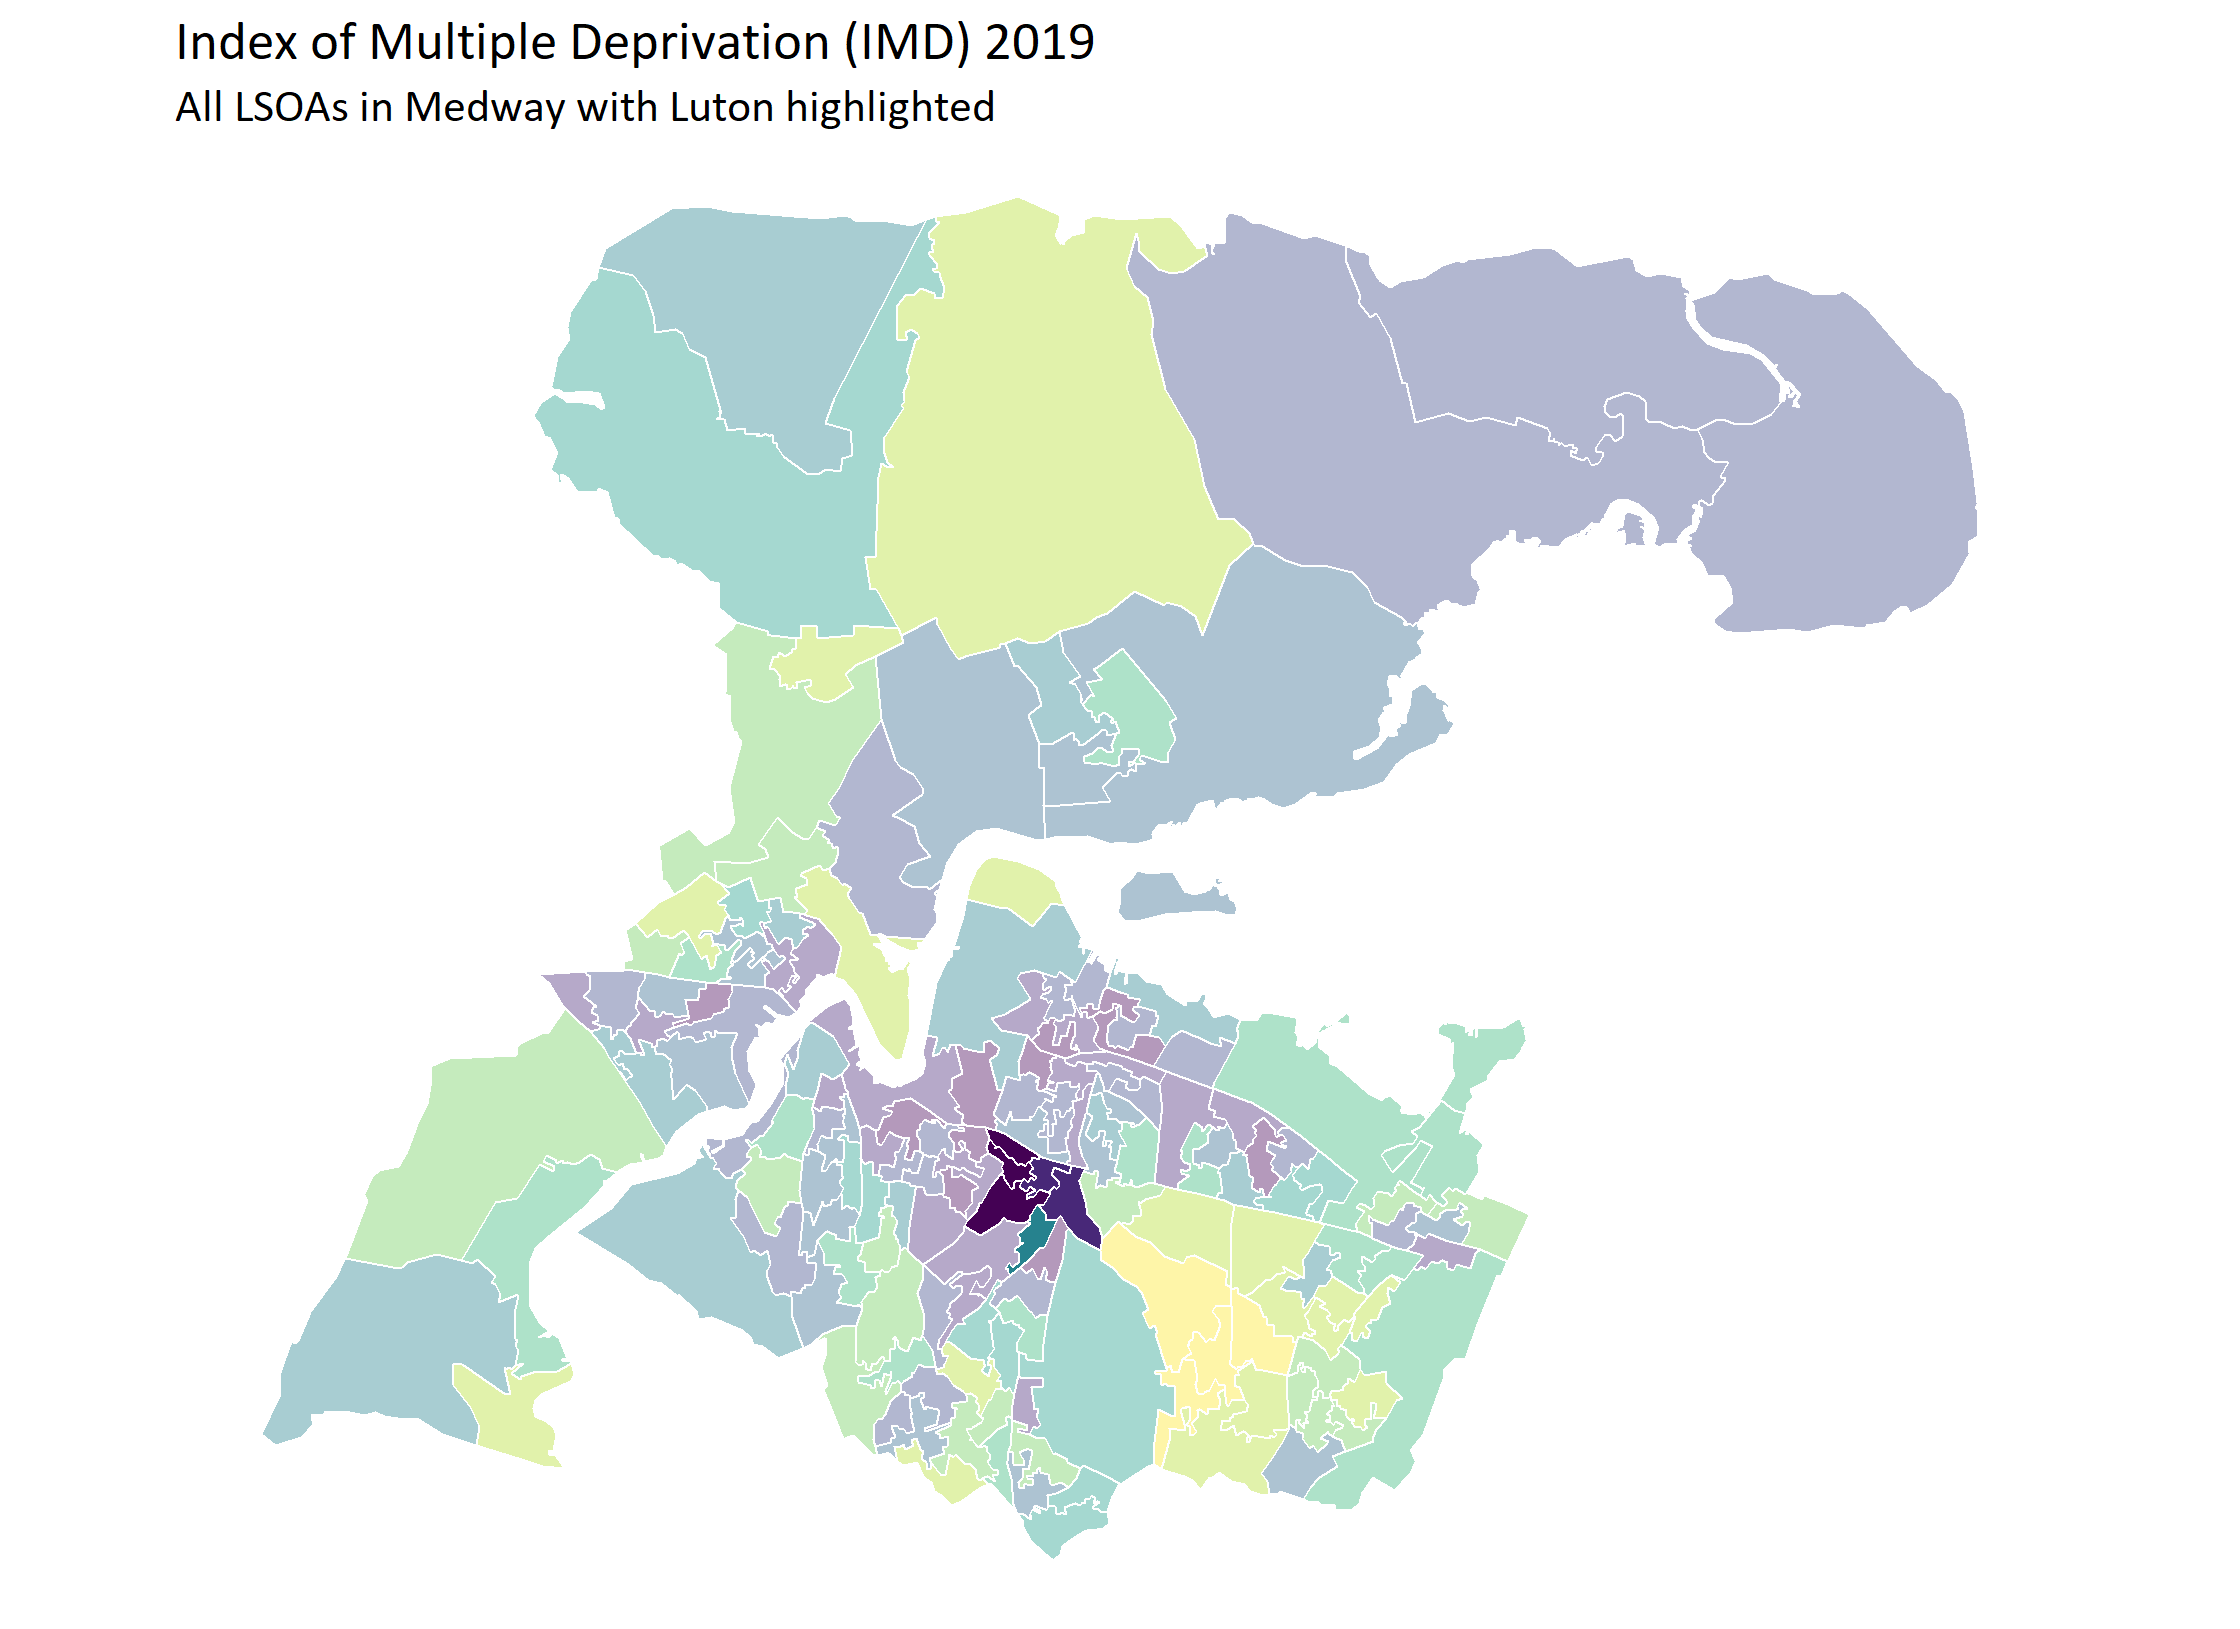 Index of Multiple Deprivation (IMD) 2019
All LSOAs in Medway with Luton highlighted